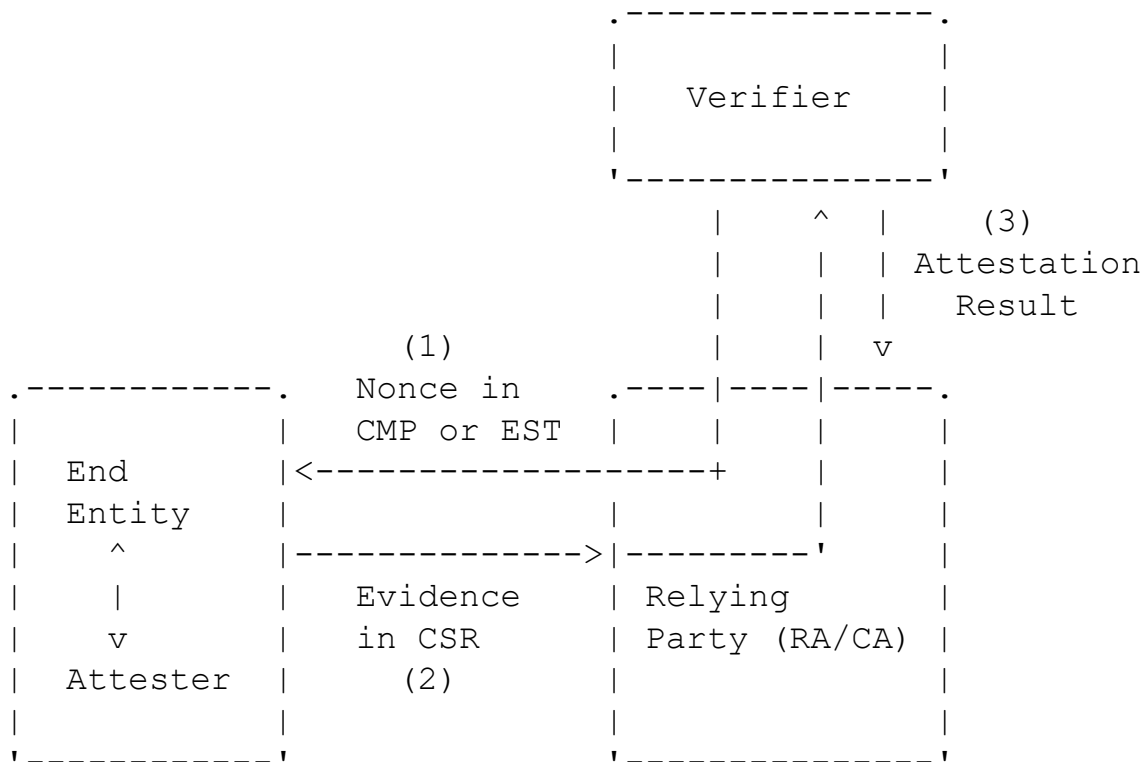 Verifier
(3)
Attestation
Result
(1)
Nonce in
CMP or EST
End
Entity
Attester
Evidence
in CSR
(2)
Relying
Party (RA/CA)